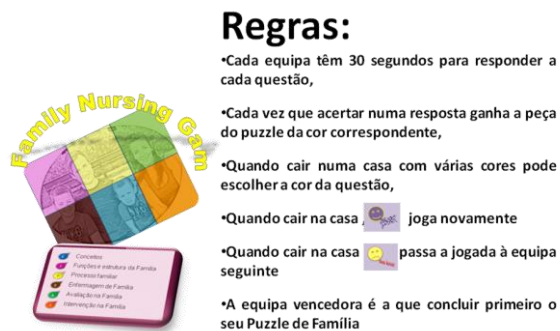 Regras:
•Cada equipa têm 30 segundos para responder a
cada questão,
•Cada vez que acertar numa resposta ganha a peça
do puzzle da cor correspondente,
•Quando cair numa casa com várias cores pode
escolher a cor da questão,
•Quando cair na casa joga novamente
•Quando cair na casa passa a jogada à equipa
seguinte
•A equipa vencedora é a que concluir primeiro o
seu Puzzle de Família
Family Nursing Gam
Conceitos
Funções e estrutura da Família
Processo familiar
Enfermagem de Família
Avaliação na Família
Intervenção na Família